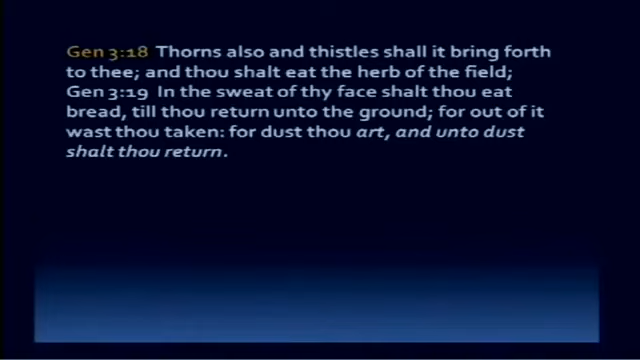 Gen 3:18 Thorns also and thistles shall it bring forth
to thee; and thou shalt eat the herb of the field;
Gen 3:19 In the sweat of thy face shalt thou eat
bread, till thou return unto the ground; for out of it
wast thou taken: for dust thou art, and unto dust
shalt thou return.